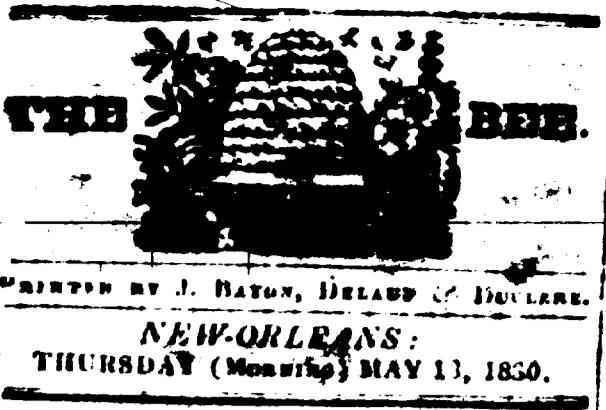 THE BEE.
PRINTED BY J. BAYON, DELAUP & DUCLERE.
NEW-ORLEANS:
THURSDAY (Morning) MAY 13, 1830.